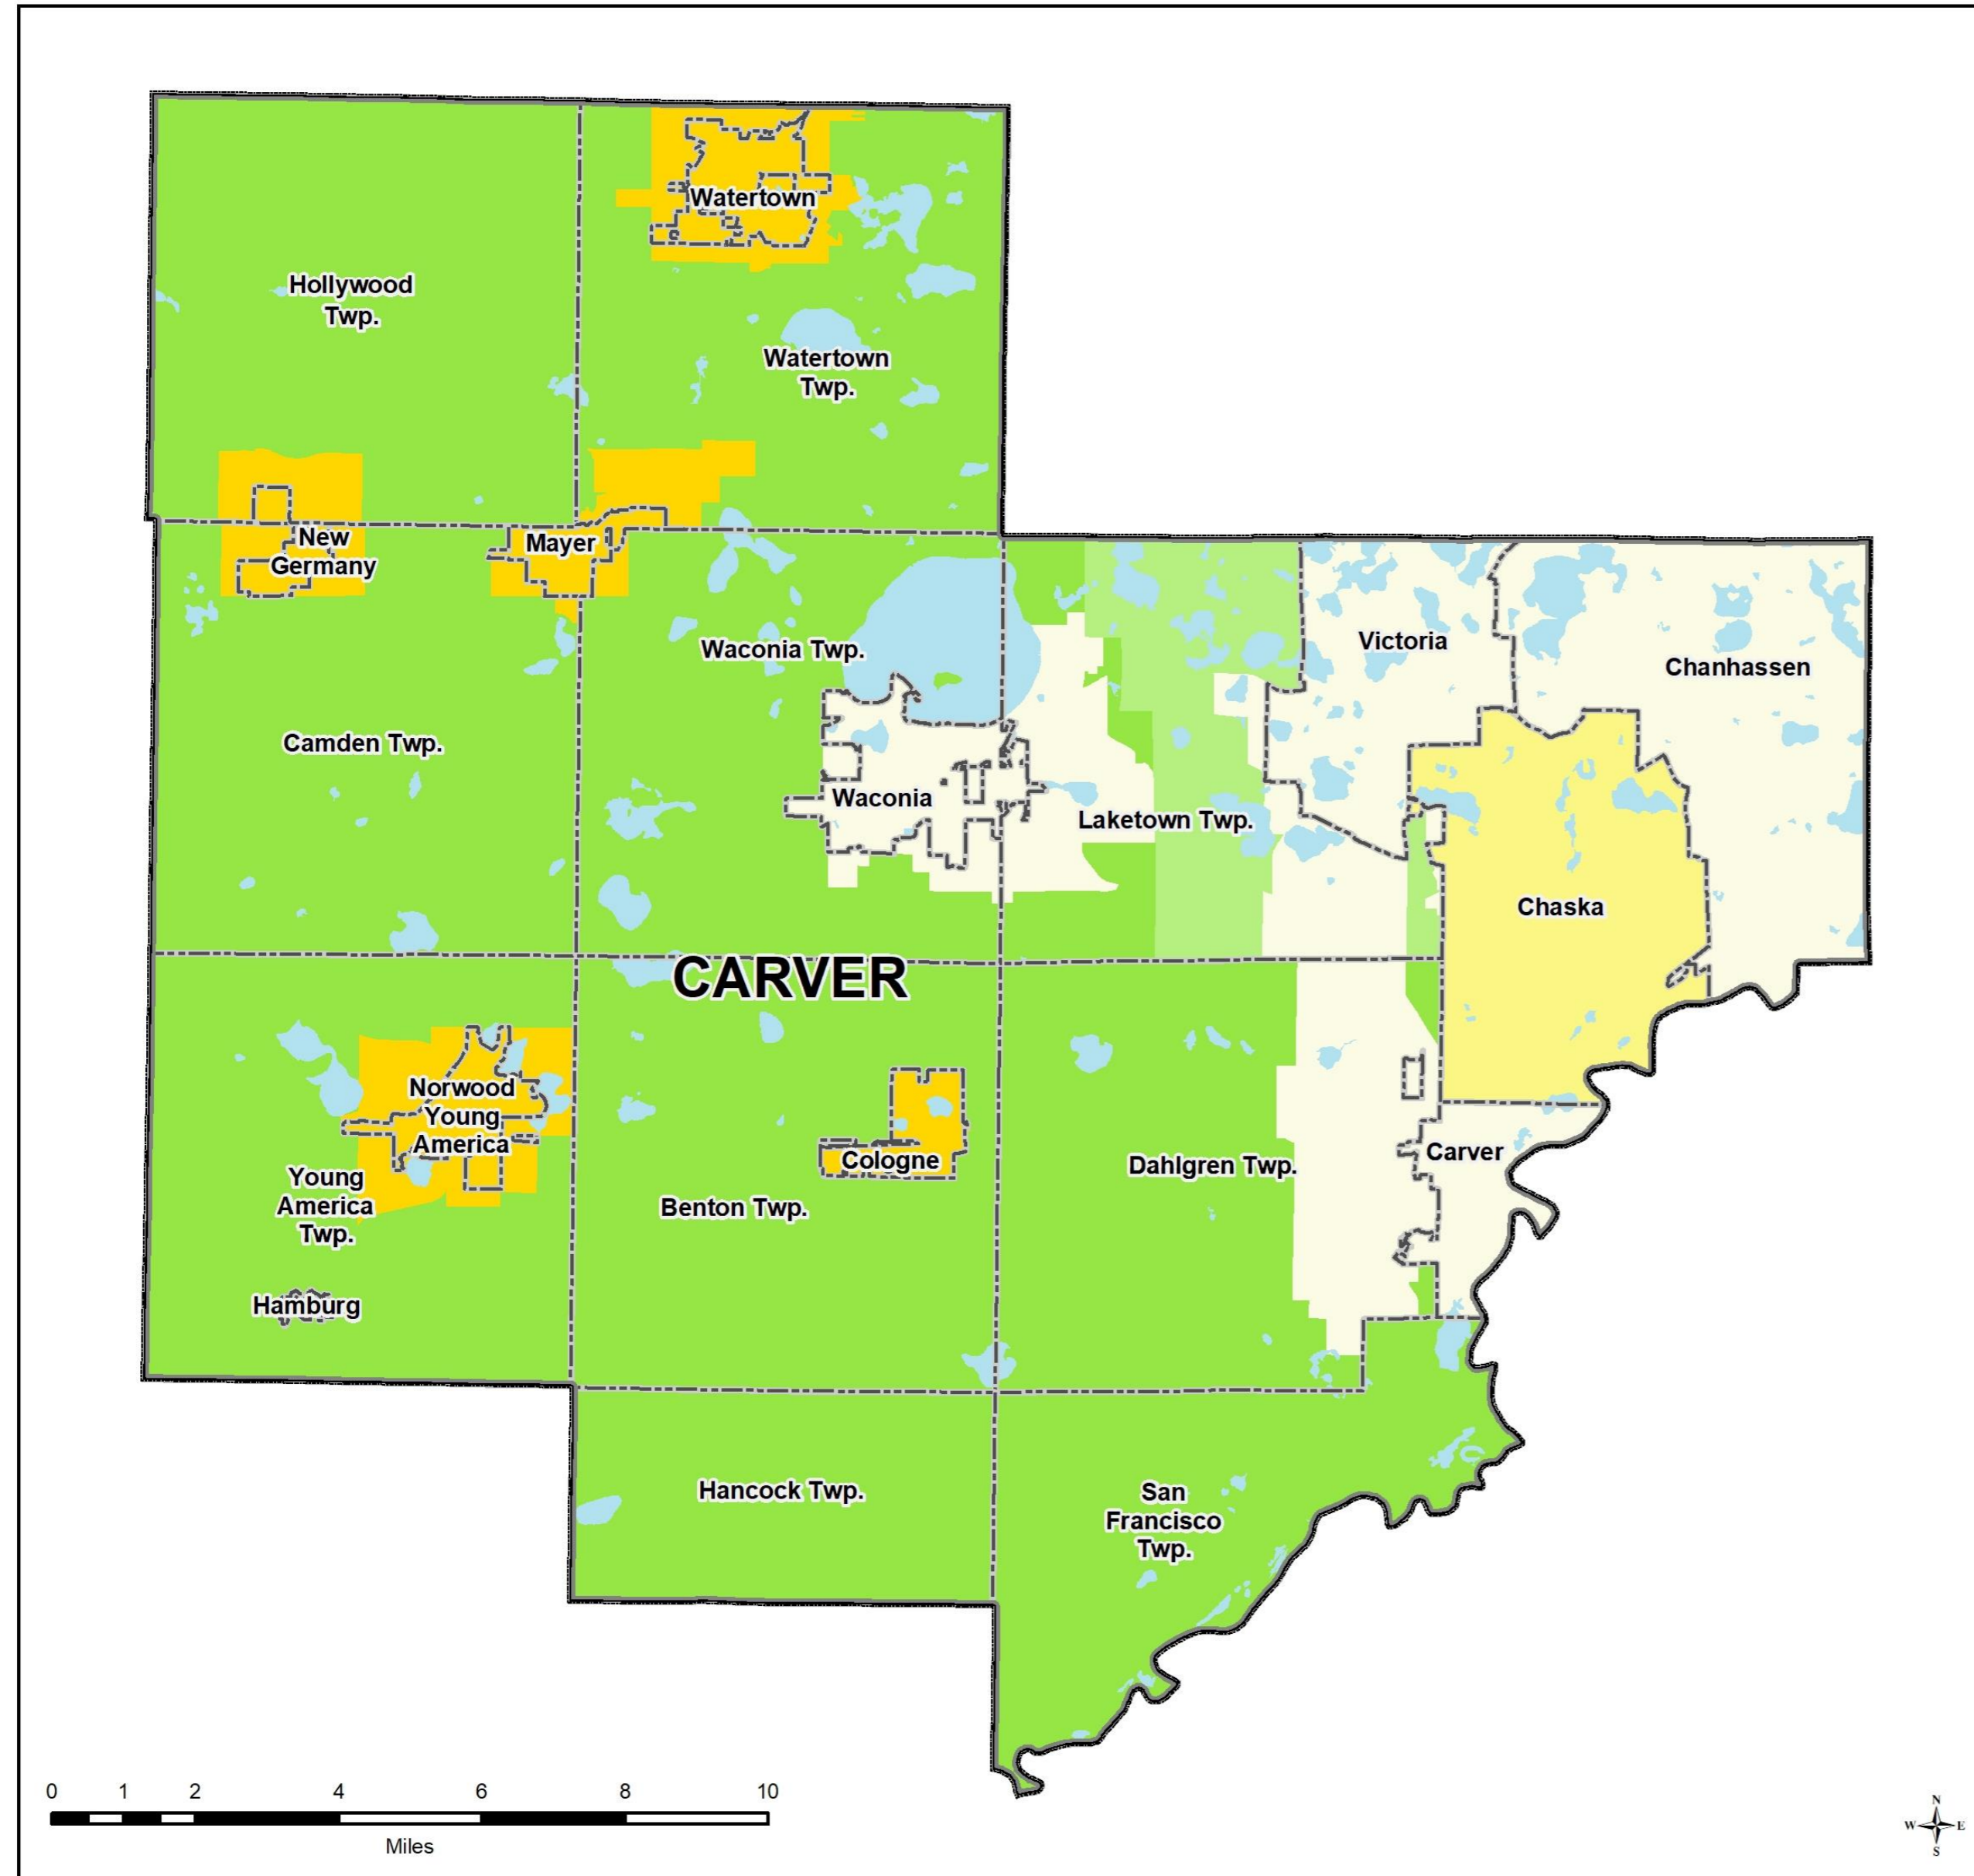 Watertown
Hollywood
Twp.
Watertown
Twp.
New
Germany
Mayer
Waconia Twp.
Victoria
Chanhassen
Camden Twp.
Waconia
Laketown Twp.
Chaska
CARVER
Norwood
Young
America
Cologne
Carver
Dahlgren Twp.
Young
America
Twp.
Benton Twp.
Hamburg
Hancock Twp.
San
Francisco
Twp.
0 1 2 4 6 8 10
Miles
N
W E
S